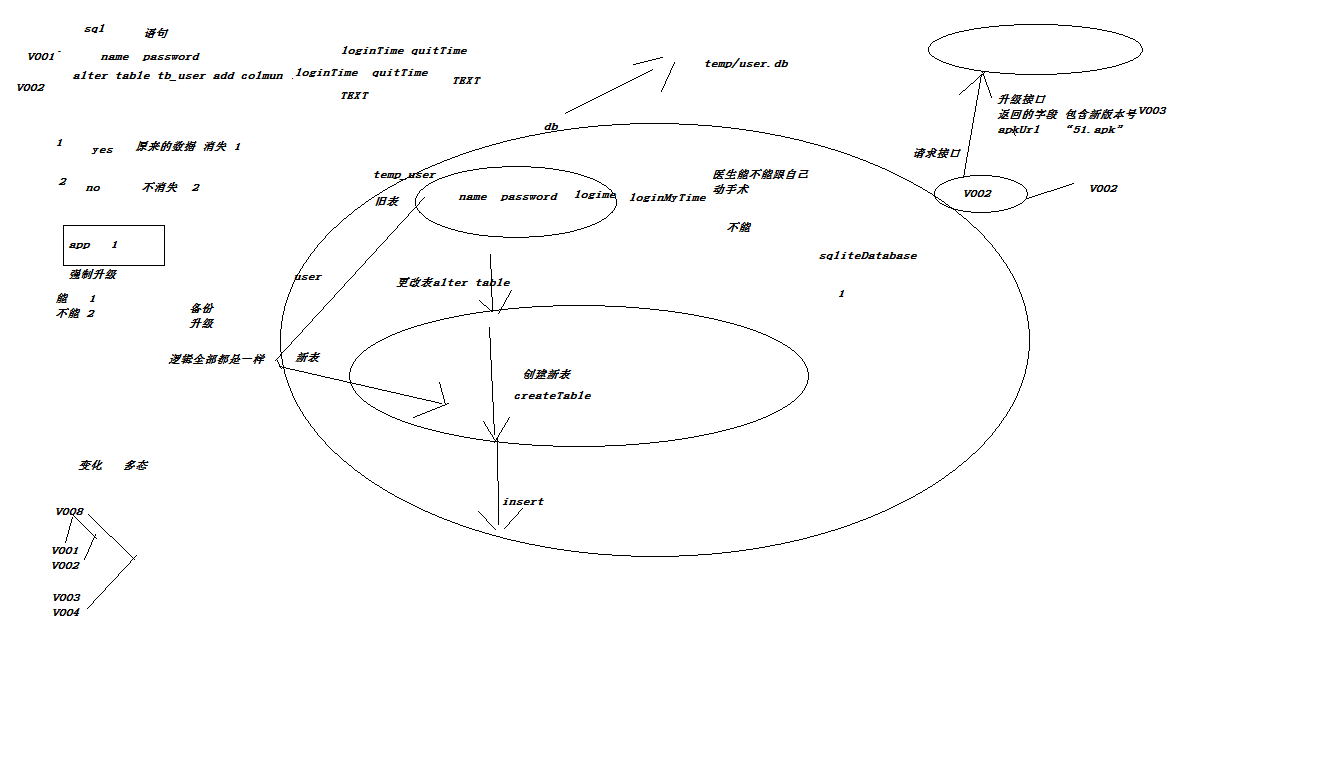 sql 语句
V001 name password
loginTime quitTime
V002 alter table tb_user add colmun loginTime quitTime
TEXT
TEXT
1 yes 原来的数据 消失 1
2 no 不消失 2
app 1
强制升级
能 1
不能 2
备份
升级
逻辑全部都是一样
变化 多态
V008
V001
V002
V003
V004
db
temp/user.db
temp_user
旧表
name password logime loginMyTime
医生能不能跟自己
动手术
不能
sqliteDatabase
1
user
更改表alter table
新表
创建新表
createTable
insert
升级接口
返回的字段 包含新版本号V003
apkUrl “51.apk”
请求接口
V002
V002